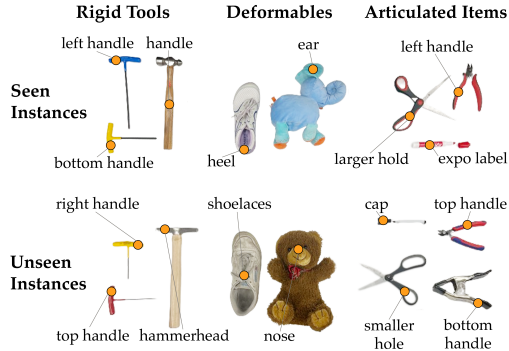 Rigid Tools
Deformables
Articulated Items
Seen
Instances
left handle
handle
bottom handle
ear
heel
left handle
larger hold
expo label
Unseen
Instances
right handle
top handle
hammerhead
shoelaces
nose
cap
top handle
smaller
hole
bottom
handle